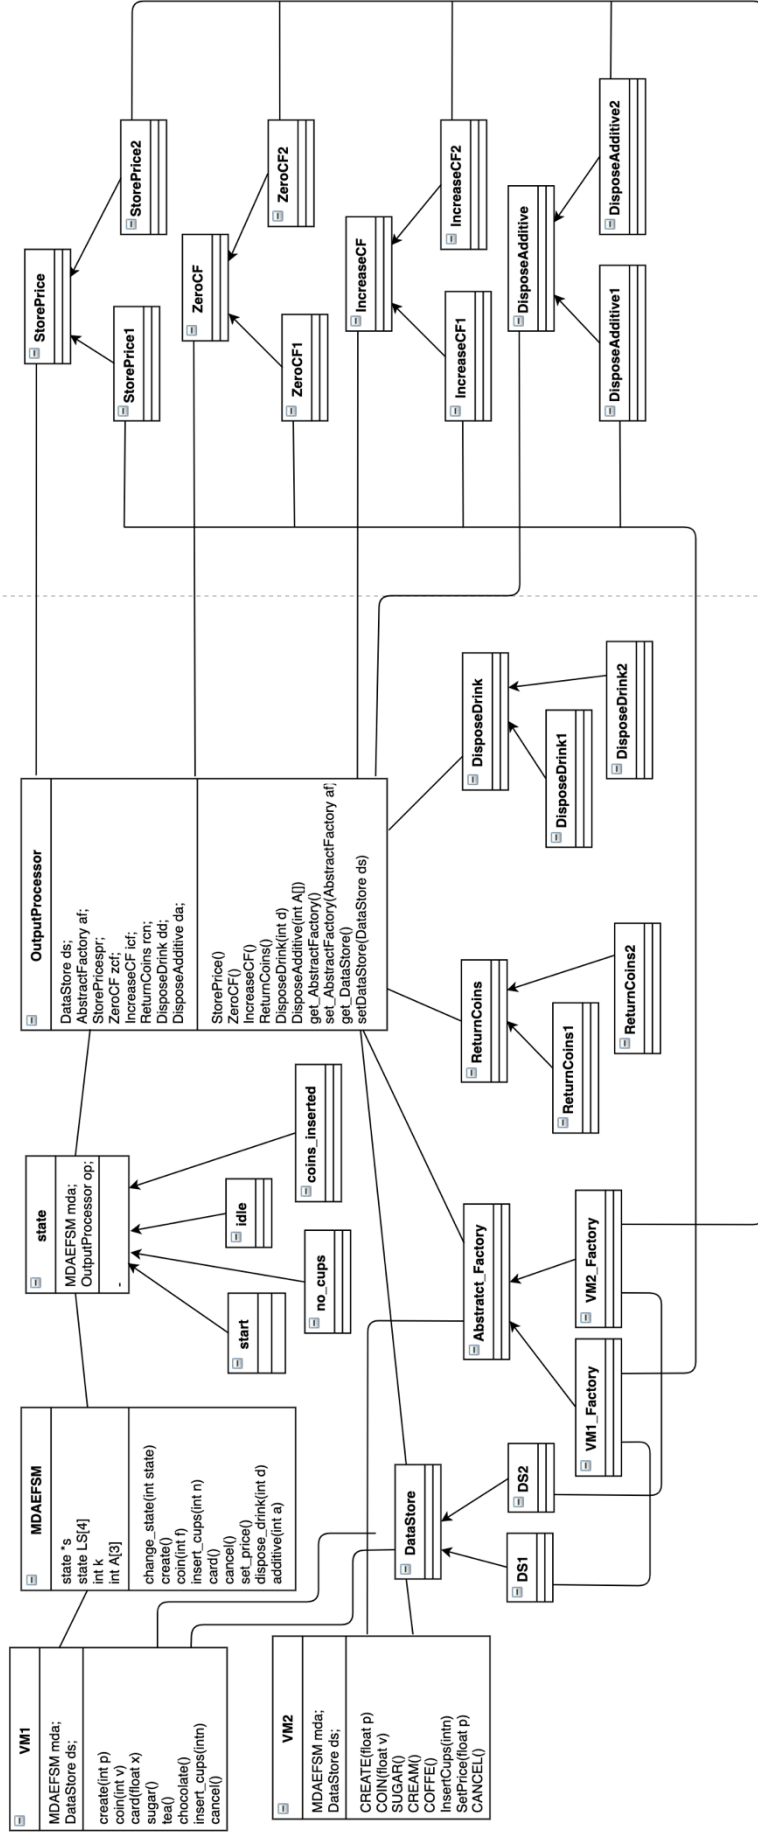 VM1
MDAEFSM mda;
DataStore ds;
create(int p)
coin(int v)
card(float x)
sugar()
tea()
chocolate()
insert_cups(intn)
cancel()
VM2
MDAEFSM mda;
DataStore ds;
CREATE(float p)
COIN(float v)
SUGAR()
CREAM()
COFFE()
InsertCups(intn)
SetPrice(float p)
CANCEL()
MDAEFSM
state *s
state LS[4]
int k
int A[3]
change_state(int state)
create()
coin(int f)
insert_cups(int n)
card()
cancel()
set_price()
dispose_drink(int d)
additive(int a)
DataStore
DS1
DS2
state
MDAEFSM mda;
OutputProcessor op;
-
start
no_cups
idle
coins_inserted
Abstratct_Factory
VM1_Factory
VM2_Factory
OutputProcessor
DataStore ds;
AbstractFactory af;
StorePricespr;
ZeroCF zcf;
IncreaseCF icf;
ReturnCoins rcn;
DisposeDrink dd;
DisposeAdditive da;
StorePrice()
ZeroCF()
IncreaseCF()
ReturnCoins()
DisposeDrink(int d)
DisposeAdditive(int A[])
get_AbstractFactory()
set_AbstractFactory(AbstractFactory af)
get_DataStore()
setDataStore(DataStore ds)
ReturnCoins
ReturnCoins1
ReturnCoins2
DisposeDrink
DisposeDrink1
DisposeDrink2
StorePrice
StorePrice1
StorePrice2
ZeroCF
ZeroCF1
ZeroCF2
IncreaseCF
IncreaseCF1
IncreaseCF2
DisposeAdditive
DisposeAdditive1
DisposeAdditive2